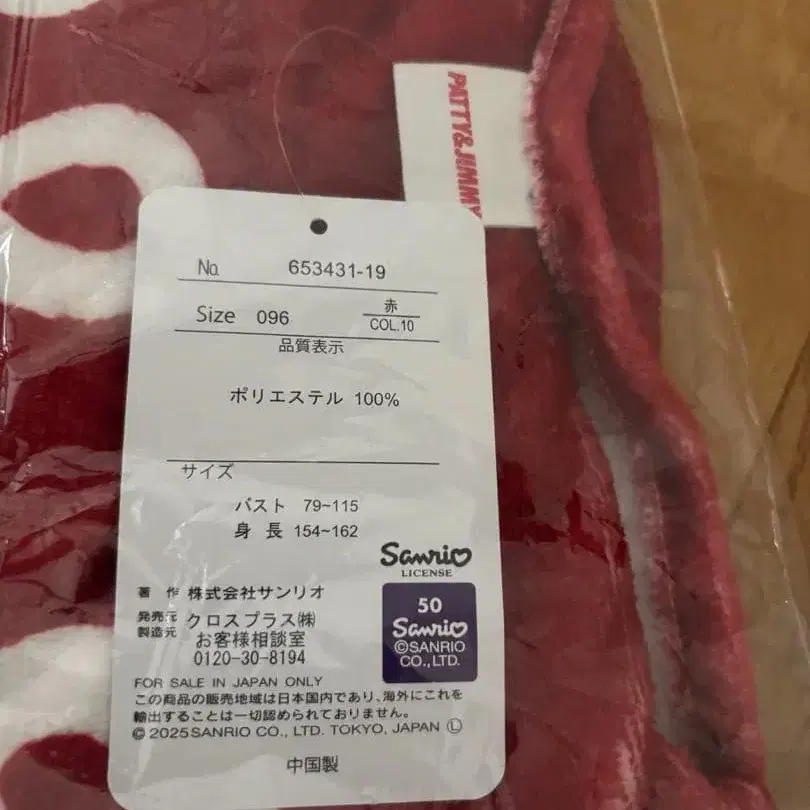 PATTY&JIMMY
No. 653431-19
Size 096 赤
COL.10
品質表示
ポリエステル 100%
サイズ
バスト 79~115
身 長 154~162
Sanrio
LICENSE
50
Sanrio
©SANRIO
CO.,LTD.
著 作 株式会社サンリオ
発売元
製造元 クロスプラス㈱
お客様相談室
0120-30-8194
FOR SALE IN JAPAN ONLY
この商品の販売地域は日本国内であり、海外にこれを
輸出することは一切認められておりません。
© 2025 SANRIO CO., LTD. TOKYO, JAPAN Ⓛ
中国製